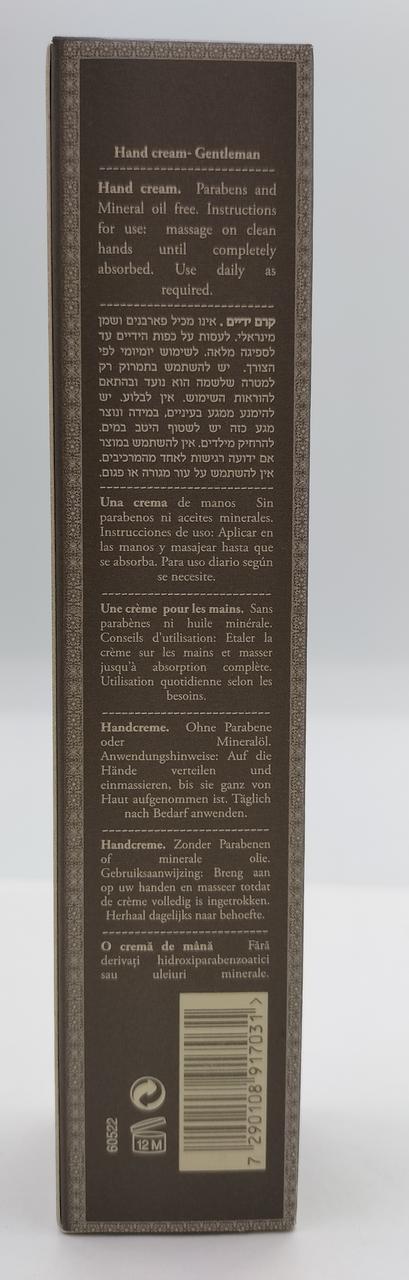 Hand cream- Gentleman
Hand cream. Parabens and
Mineral oil free. Instructions
for use: massage on clean
hands until completely
absorbed. Use daily as
required.
קרם ידיים . אינו מכיל פארבנים ושמן
מינראלי. לעסות על כפות הידיים עד
לספיגה מלאה. לשימוש יומיומי לפי
הצורך. יש להשתמש בתמרוק רק
למטרה שלשמה הוא נועד ובהתאם
להוראות השימוש. אין לבלוע. יש
להימנע ממגע בעיניים, במידה ונוצר
מגע כזה יש לשטוף היטב במים.
להרחיק מילדים. אין להשתמש במוצר
אם ידועה רגישות לאחד מהמרכיבים.
אין להשתמש על עור מגורה או פגום.
Una crema de manos Sin
parabenos ni aceites minerales.
Instrucciones de uso: Aplicar en
las manos y masajear hasta que
se absorba. Para uso diario según
se necesite.
Une crème pour les mains. Sans
parabènes ni huile minérale.
Conseils d'utilisation: Etaler la
crème sur les mains et masser
jusqu'à absorption complète.
Utilisation quotidienne selon les
besoins.
Handcreme. Ohne Parabene
oder Mineralöl.
Anwendungshinweise: Auf die
Hände verteilen und
einmassieren, bis sie ganz von
Haut aufgenommen ist. Täglich
nach Bedarf anwenden.
Handcreme. Zonder Parabenen
of minerale olie.
Gebruiksaanwijzing: Breng aan
op uw handen en masseer totdat
de crème volledig is ingetrokken.
Herhaal dagelijks naar behoefte.
O cremă de mână Fără
derivați hidroxiparabenzoatici
sau uleiuri minerale.
60522
12 M
7 290108 917031 >